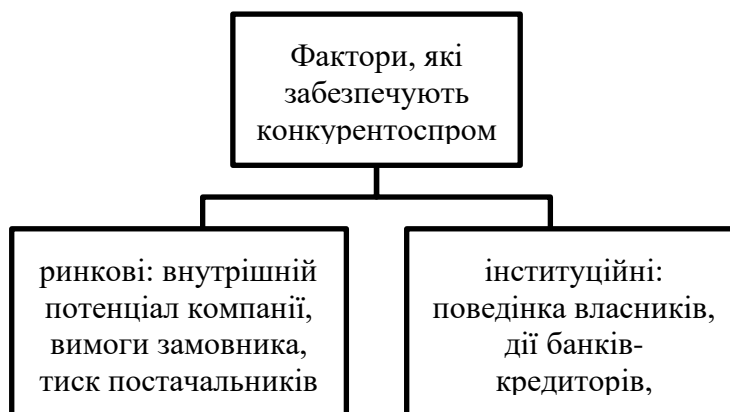 Фактори, які
забезпечують
конкурентоспром
ринкові: внутрішній
потенціал компанії,
вимоги замовника,
тиск постачальників
інституційні:
поведінка власників,
дії банків-
кредиторів,